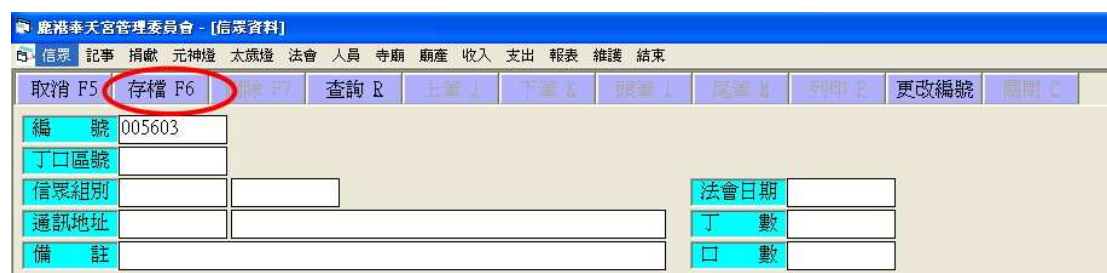 鹿港奉天宮管理委員會 - [信眾資料]
信眾 記事 捐獻 元神燈 太歲燈 法會 人員 寺廟 廟產 收入 支出 報表 維護 結束
取消 F5 存檔 F6 刪除 F7 查詢 R 上筆 下筆 頭筆 尾筆 列印 P 更改編號 關閉 C
編 號 005603
丁口區號
信眾組別 法會日期
通訊地址 丁 數
備 註 口 數